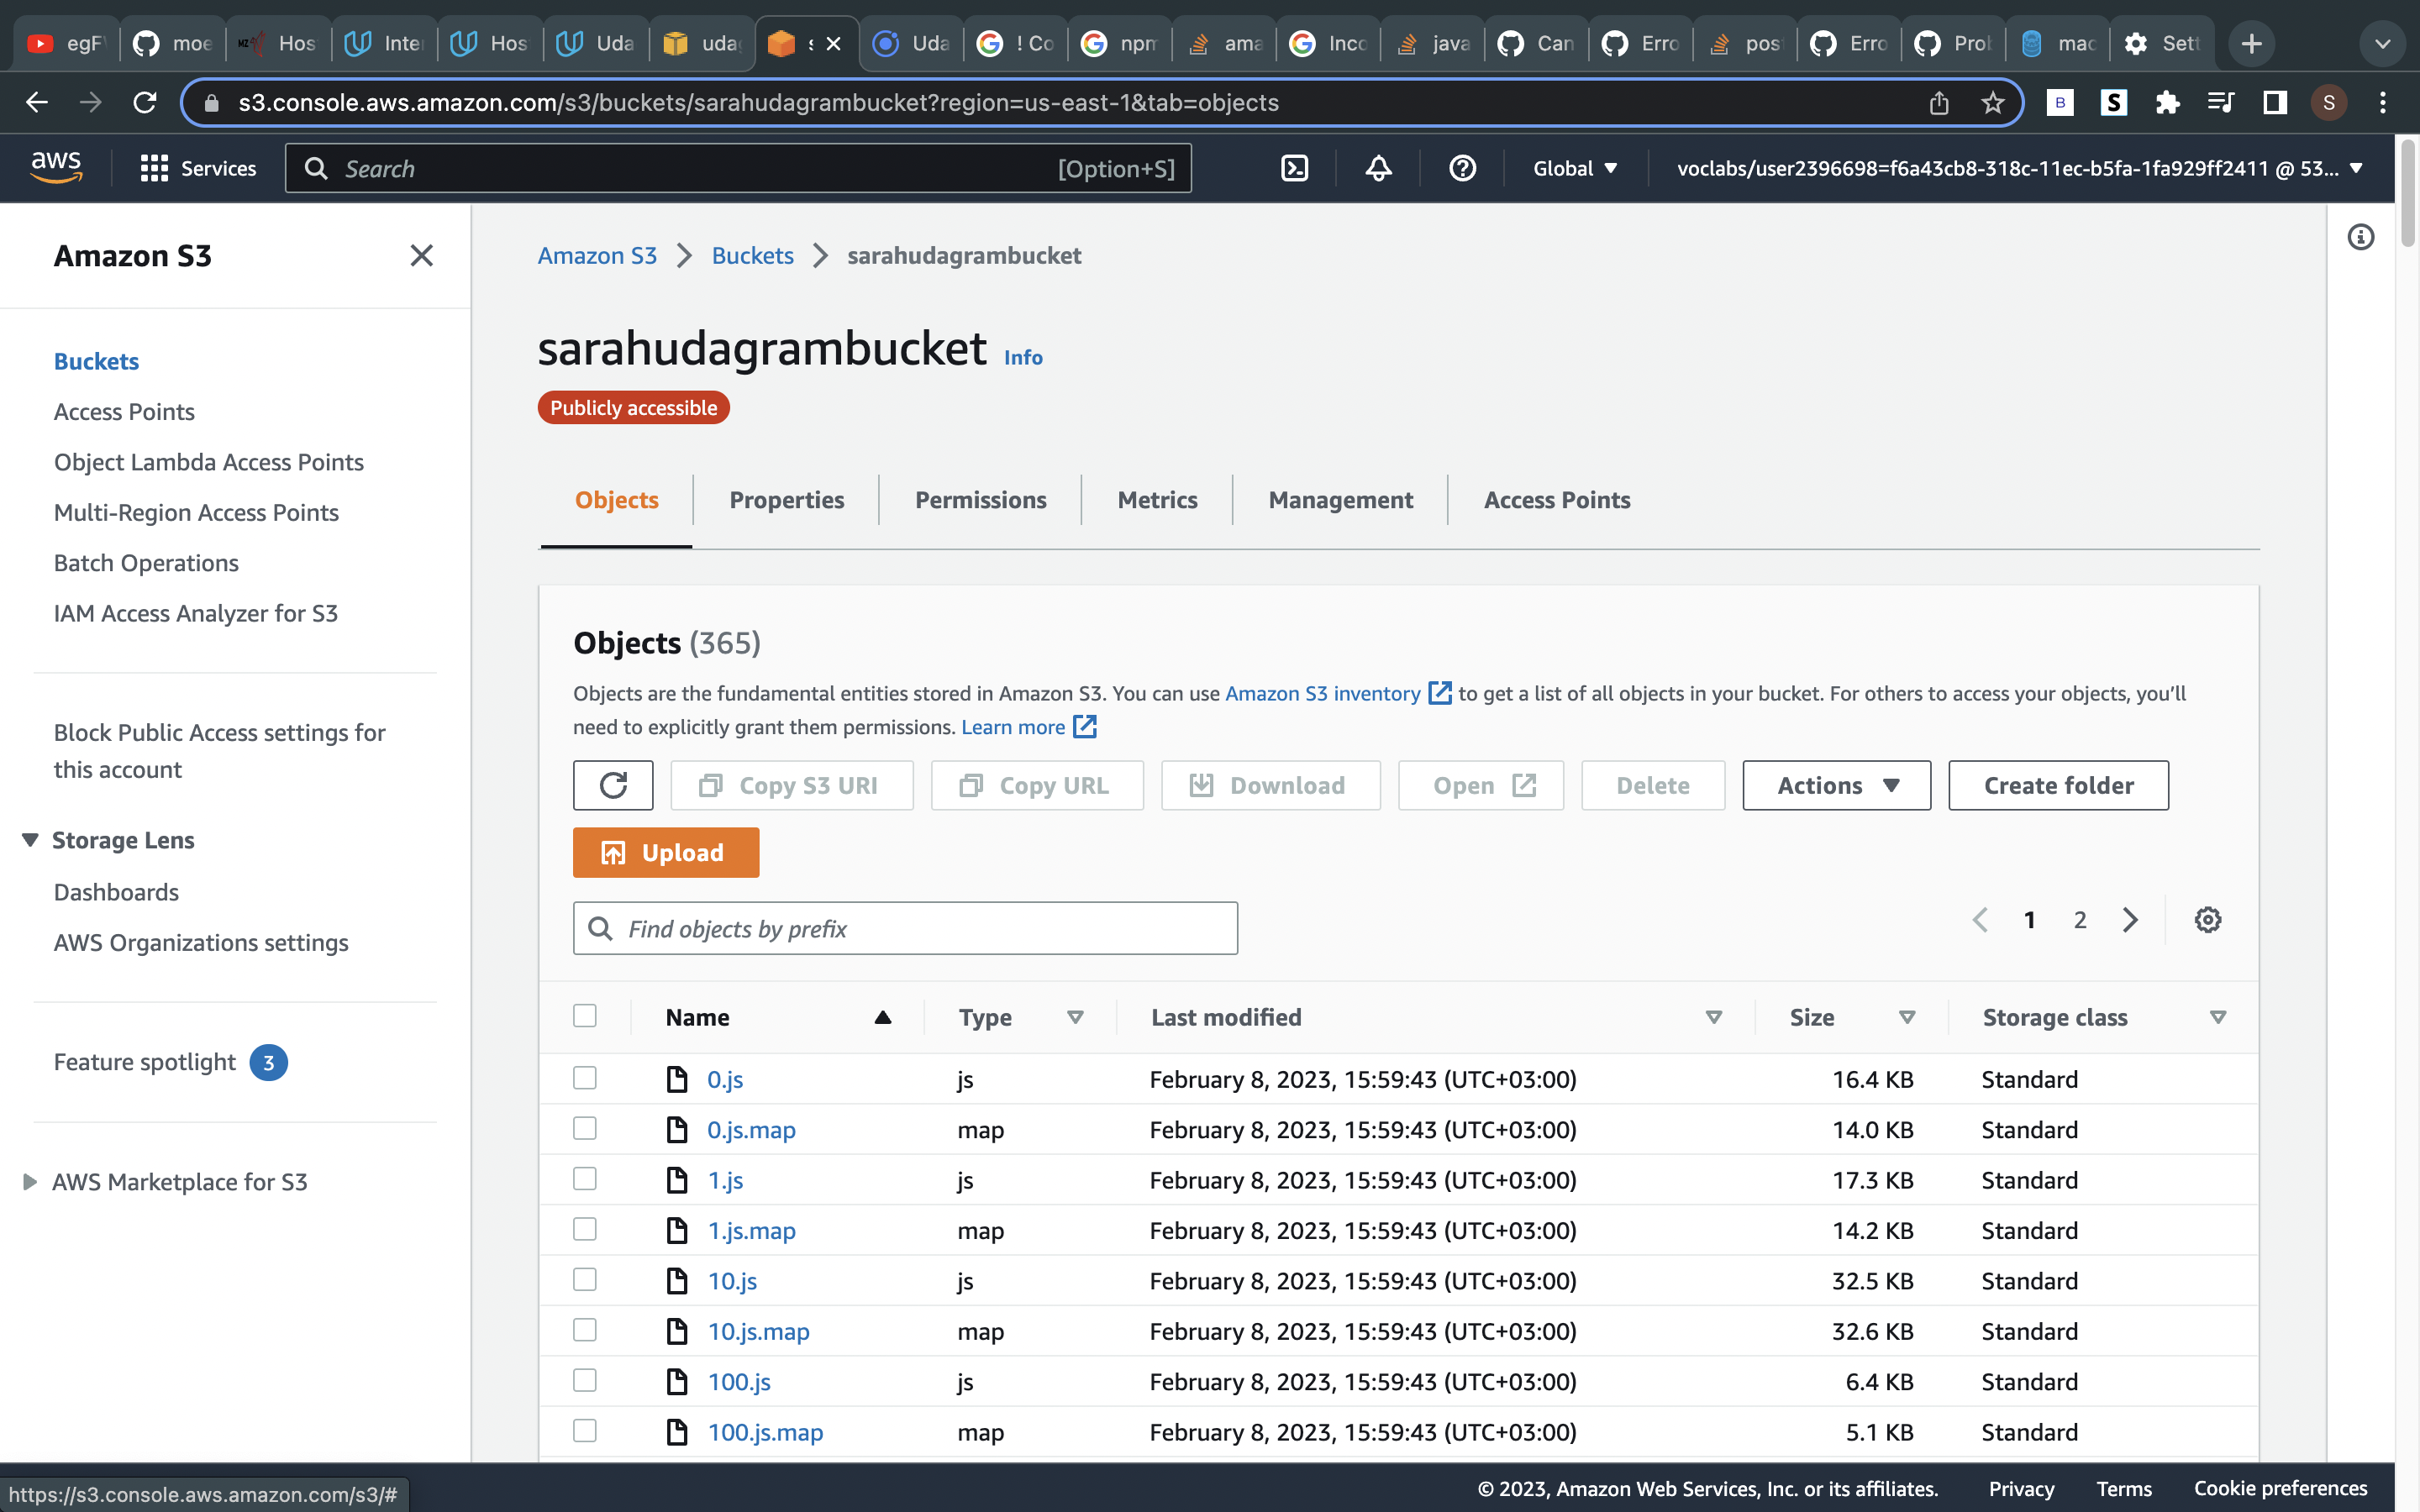 egF
moe
Hos
Inte
Hos
Uda
uda
s
Uda
! Co
npm
ama
Inco
java
Can
Erro
post
Erro
Prob
mac
Sett
s3.console.aws.amazon.com/s3/buckets/sarahudagrambucket?region=us-east-1&tab=objects
B
S
S
aws
Services
Search
[Option+S]
Global
voclabs/user2396698=f6a43cb8-318c-11ec-b5fa-1fa929ff2411 @ 53...
Amazon S3
Buckets
Access Points
Object Lambda Access Points
Multi-Region Access Points
Batch Operations
IAM Access Analyzer for S3
Block Public Access settings for
this account
Storage Lens
Dashboards
AWS Organizations settings
Feature spotlight 3
AWS Marketplace for S3
Amazon S3 > Buckets > sarahudagrambucket
sarahudagrambucket Info
Publicly accessible
Objects Properties Permissions Metrics Management Access Points
Objects (365)
Objects are the fundamental entities stored in Amazon S3. You can use Amazon S3 inventory to get a list of all objects in your bucket. For others to access your objects, you'll
need to explicitly grant them permissions. Learn more
Copy S3 URI Copy URL Download Open Delete Actions Create folder
Upload
Find objects by prefix
1 2
Name Type Last modified Size Storage class
0.js js February 8, 2023, 15:59:43 (UTC+03:00) 16.4 KB Standard
0.js.map map February 8, 2023, 15:59:43 (UTC+03:00) 14.0 KB Standard
1.js js February 8, 2023, 15:59:43 (UTC+03:00) 17.3 KB Standard
1.js.map map February 8, 2023, 15:59:43 (UTC+03:00) 14.2 KB Standard
10.js js February 8, 2023, 15:59:43 (UTC+03:00) 32.5 KB Standard
10.js.map map February 8, 2023, 15:59:43 (UTC+03:00) 32.6 KB Standard
100.js js February 8, 2023, 15:59:43 (UTC+03:00) 6.4 KB Standard
100.js.map map February 8, 2023, 15:59:43 (UTC+03:00) 5.1 KB Standard
https://s3.console.aws.amazon.com/s3/#
© 2023, Amazon Web Services, Inc. or its affiliates. Privacy Terms Cookie preferences